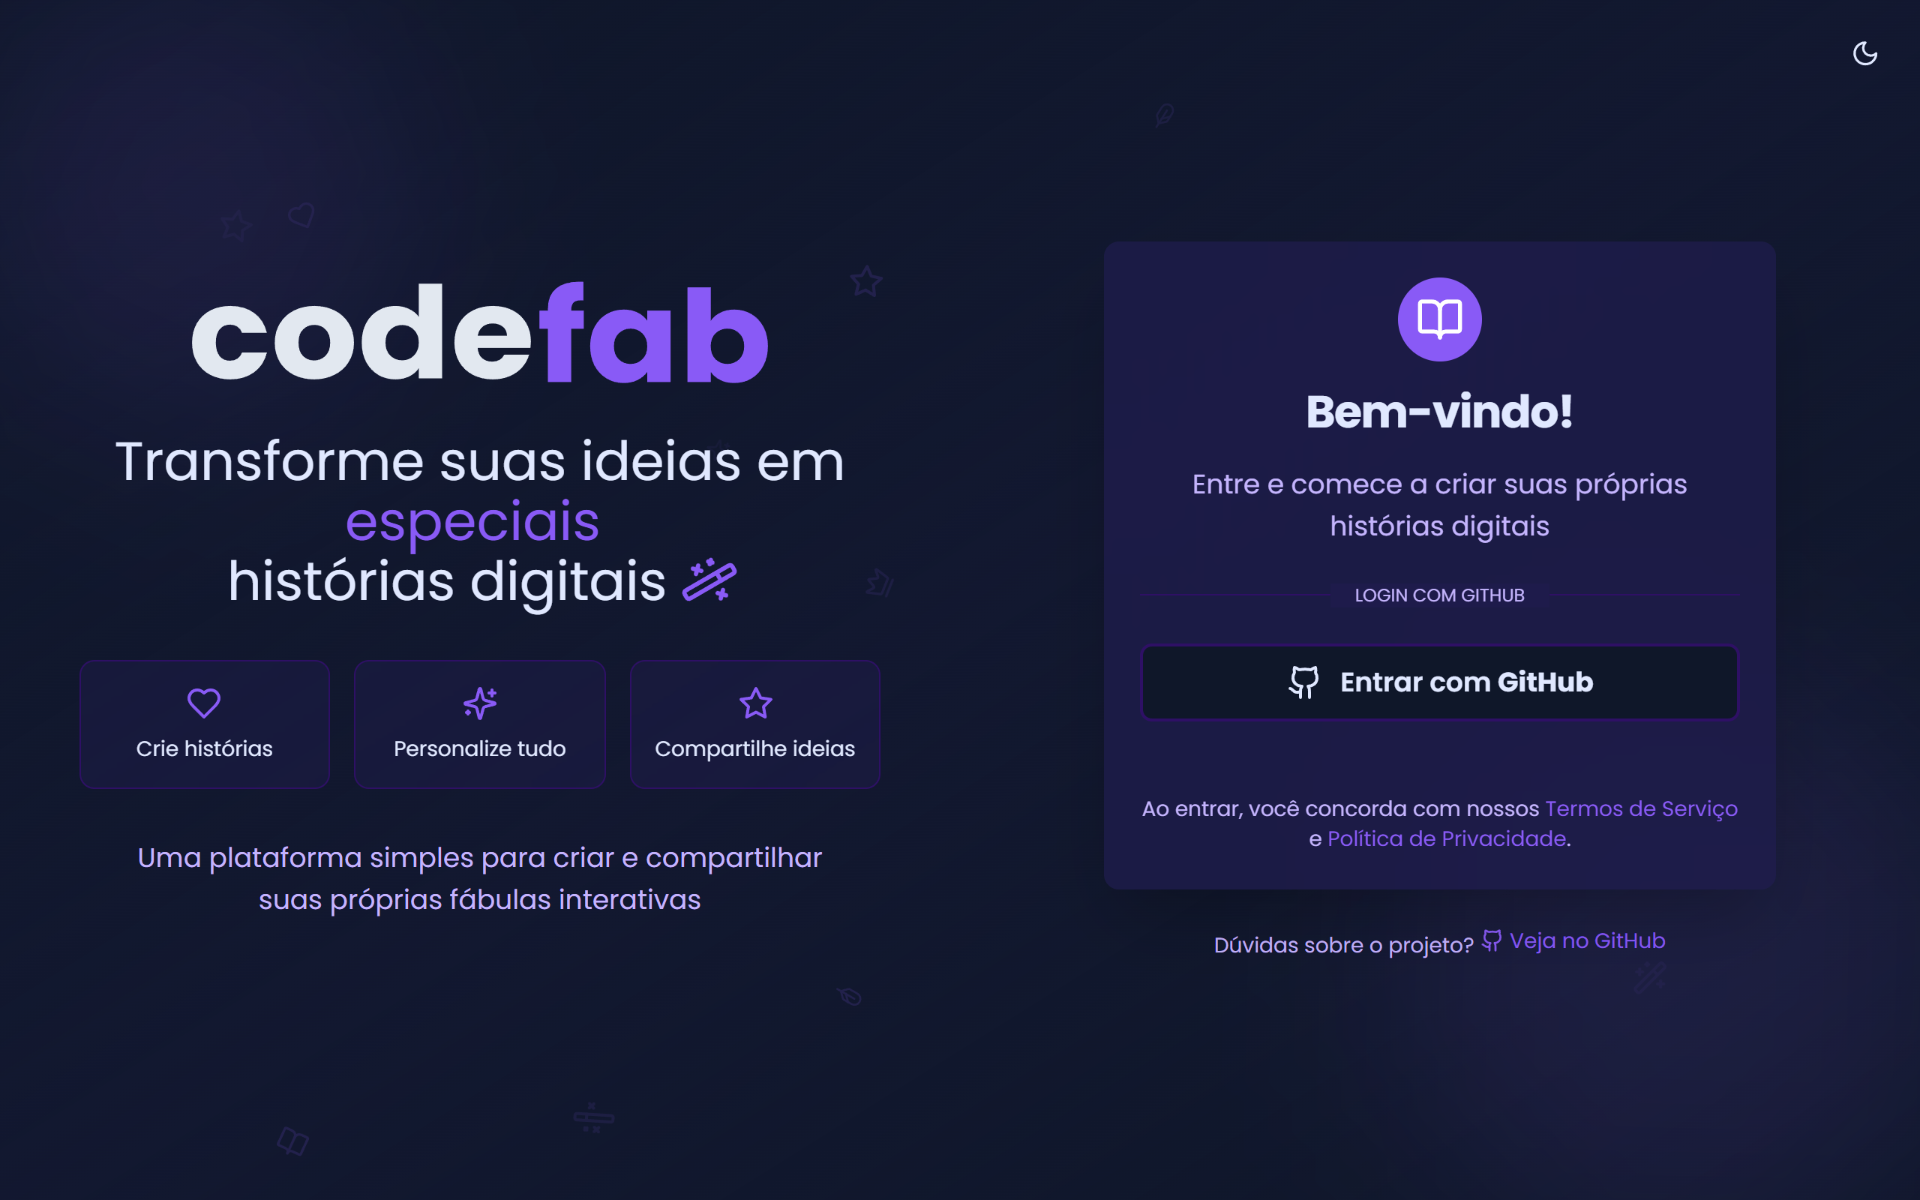 codefab
Transforme suas ideias em
especiais
histórias digitais
Crie histórias
Personalize tudo
Compartilhe ideias
Uma plataforma simples para criar e compartilhar
suas próprias fábulas interativas
Bem-vindo!
Entre e comece a criar suas próprias
histórias digitais
LOGIN COM GITHUB
Entrar com GitHub
Ao entrar, você concorda com nossos Termos de Serviço
e Política de Privacidade.
Dúvidas sobre o projeto? Veja no GitHub